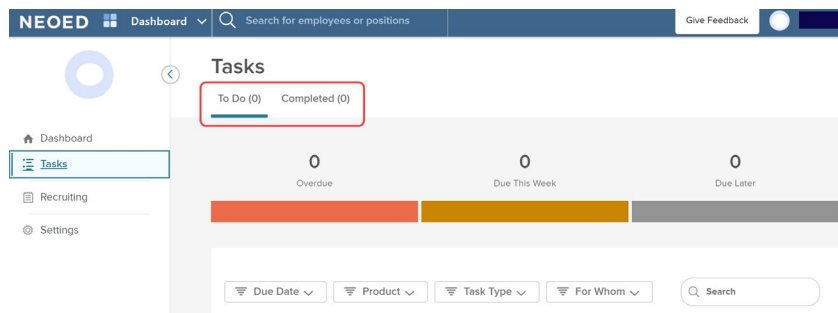 NEOED Dashboard Search for employees or positions Give Feedback
Tasks
To Do (0) Completed (0)
Dashboard
Tasks
Recruiting
Settings
0 0 0
Overdue Due This Week Due Later
Due Date Product Task Type For Whom Search